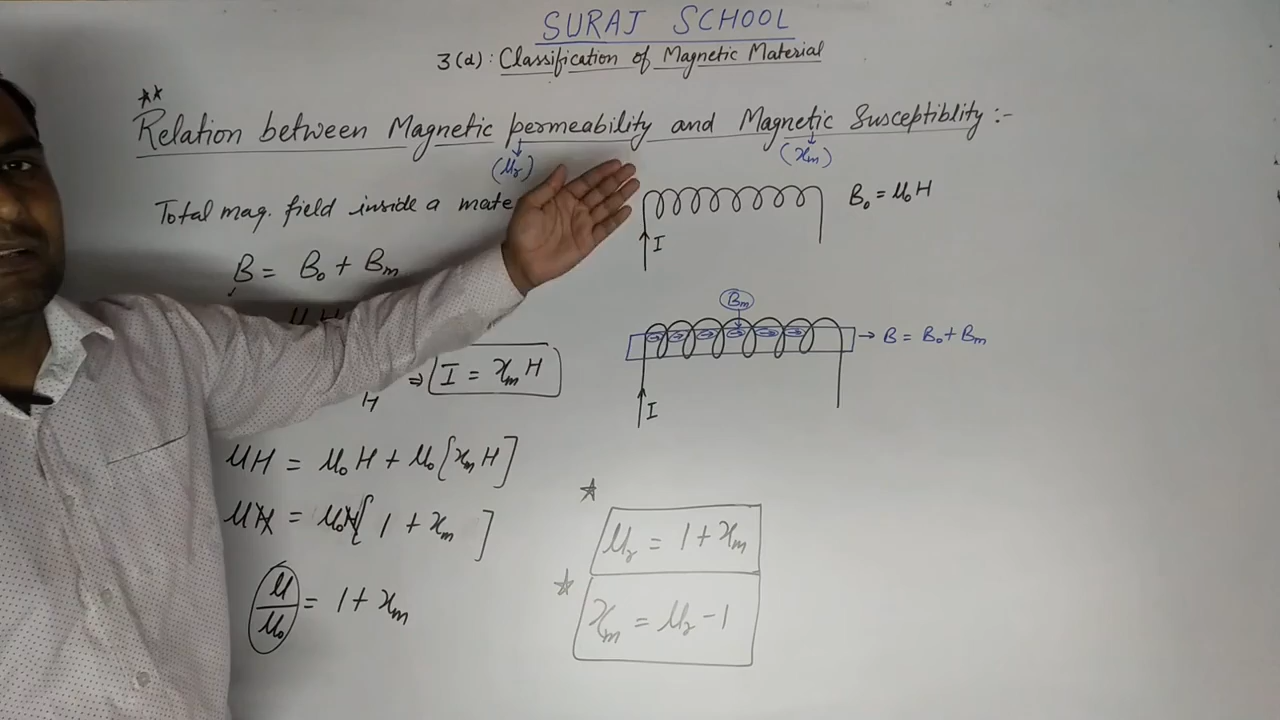 SURAJ SCHOOL
3(d): Classification of Magnetic Material
★★
Relation between Magnetic permeability and Magnetic Susceptiblity :-
(μr)
(χm)
Total mag. field inside a mate
B = B₀ + Bm
H
⇒ I = χm H
μH = μ₀ H + μ₀ [χm H]
μH = μ₀H [ 1 + χm ]
μ/μ₀ = 1 + χm
I
B₀ = μ₀ H
Bm
→ B = B₀ + Bm
I
★ μr = 1 + χm
★ χm = μr - 1